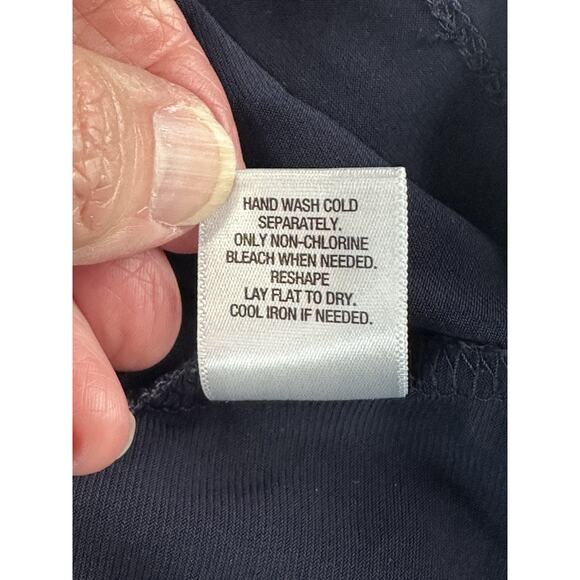 HAND WASH COLD
SEPARATELY.
ONLY NON-CHLORINE
BLEACH WHEN NEEDED.
RESHAPE
LAY FLAT TO DRY.
COOL IRON IF NEEDED.